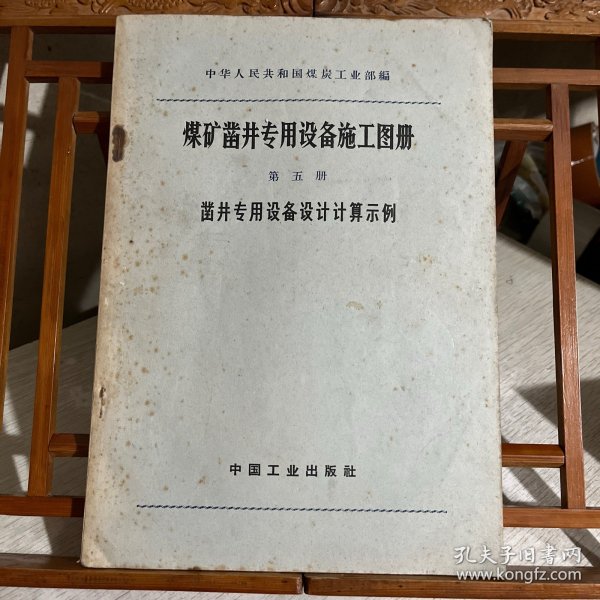 中华人民共和国煤炭工业部編
煤矿凿井专用设备施工图册
第五册
凿井专用设备设计计算示例
中国工业出版社
孔夫子旧书网
www.kongfz.com